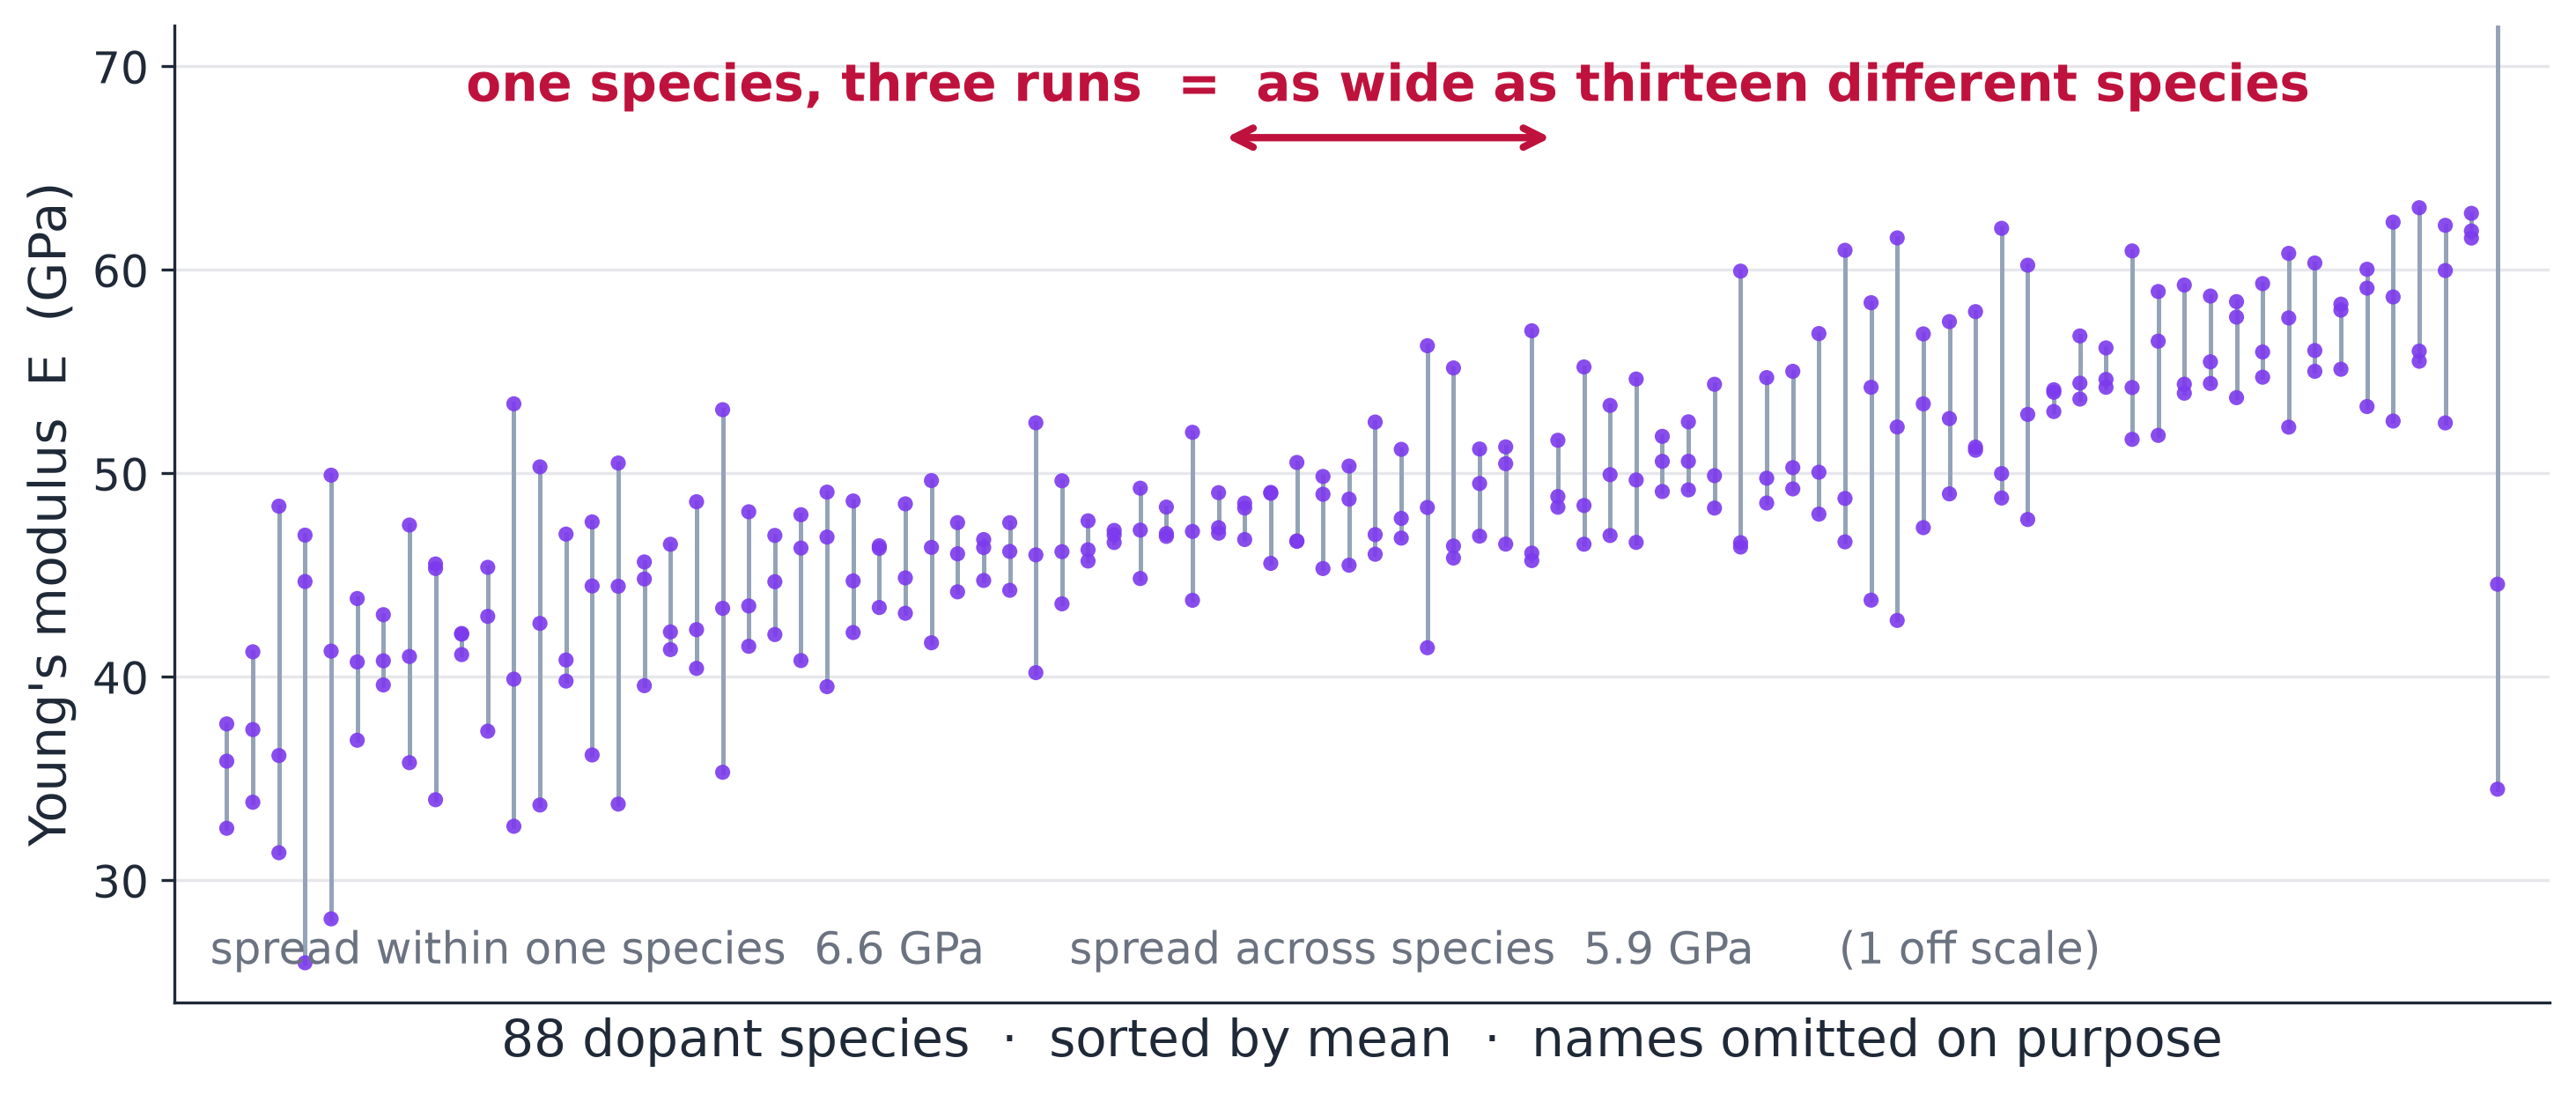 one species, three runs = as wide as thirteen different species
70
60
50
40
30
Young's modulus E (GPa)
spread within one species 6.6 GPa spread across species 5.9 GPa (1 off scale)
88 dopant species · sorted by mean · names omitted on purpose